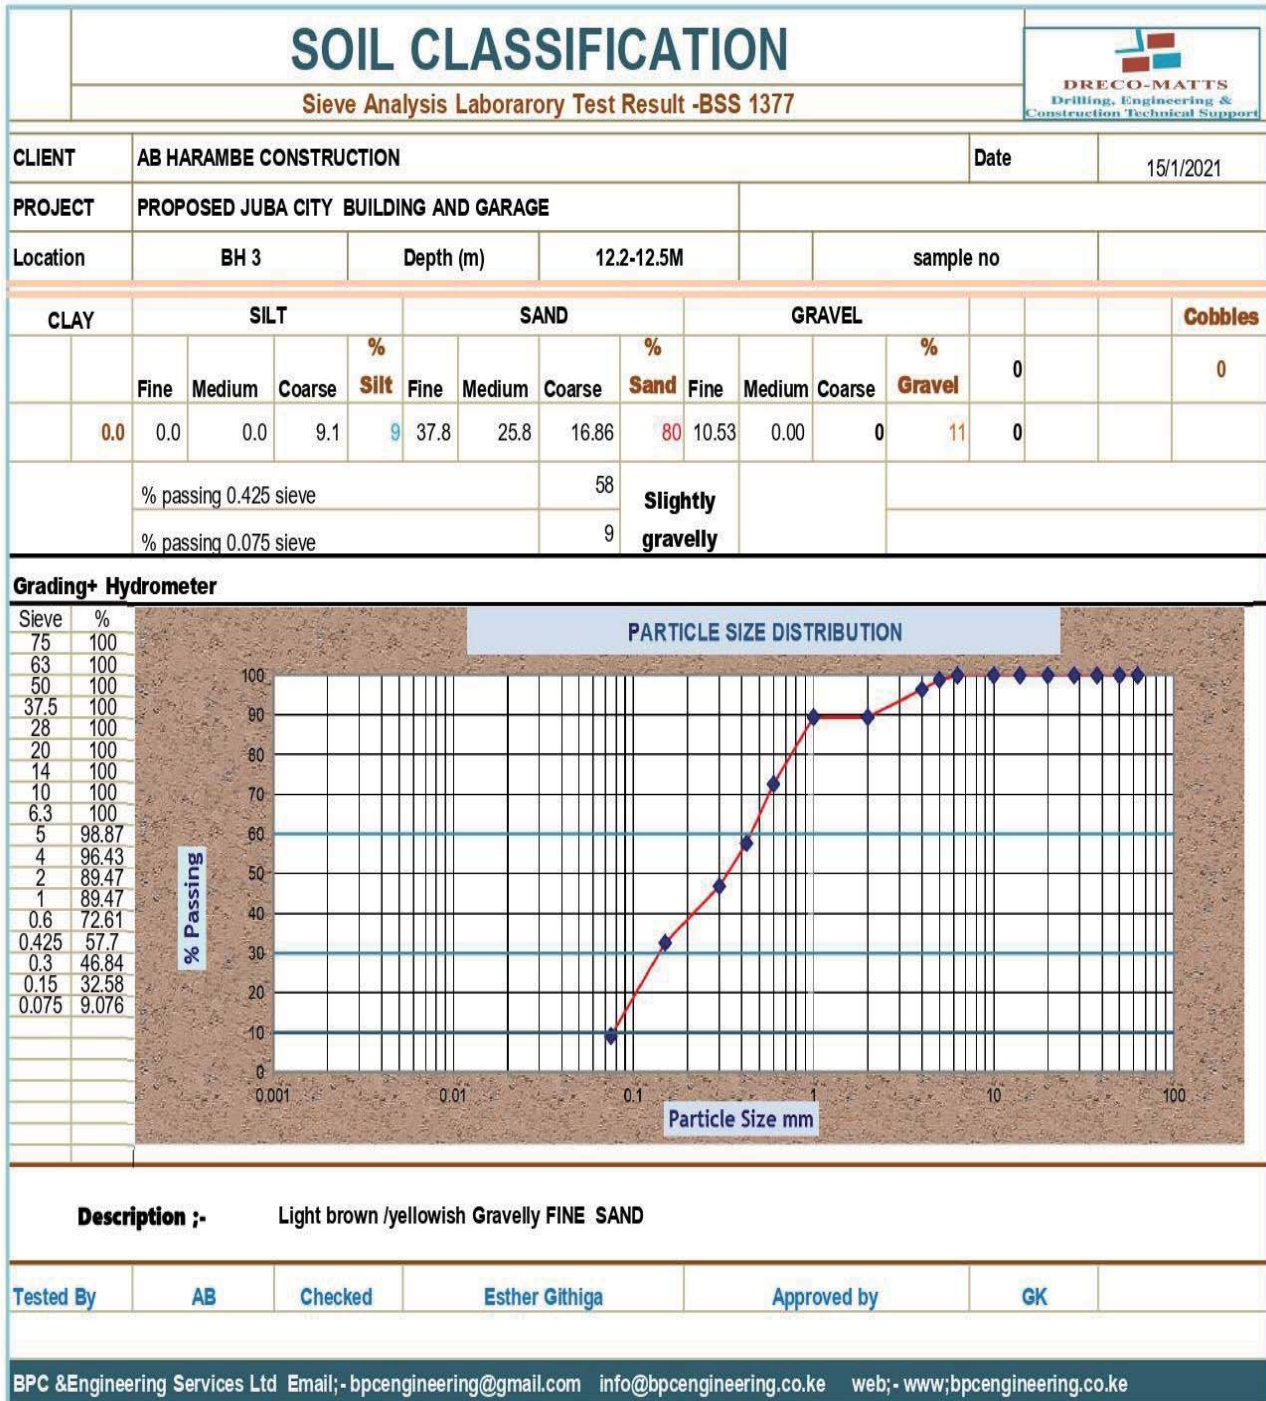 SOIL CLASSIFICATION
Sieve Analysis Laborarory Test Result -BSS 1377
DRECO-MATTS
Drilling, Engineering &
Construction Technical Support
CLIENT AB HARAMBE CONSTRUCTION Date 15/1/2021
PROJECT PROPOSED JUBA CITY BUILDING AND GARAGE
Location BH 3 Depth (m) 12.2-12.5M sample no
CLAY SILT SAND GRAVEL Cobbles
Fine Medium Coarse % Silt Fine Medium Coarse % Sand Fine Medium Coarse % Gravel 0 0
0.0 0.0 0.0 9.1 9 37.8 25.8 16.86 80 10.53 0.00 0 11 0
% passing 0.425 sieve 58 Slightly
% passing 0.075 sieve 9 gravelly
Grading+ Hydrometer
Sieve %
75 100
63 100
50 100
37.5 100
28 100
20 100
14 100
10 100
6.3 100
5 98.87
4 96.43
2 89.47
1 89.47
0.6 72.61
0.425 57.7
0.3 46.84
0.15 32.58
0.075 9.076
PARTICLE SIZE DISTRIBUTION
100
90
80
70
60
50
40
30
20
10
0
% Passing
0.001 0.01 0.1 1 10 100
Particle Size mm
Description ;- Light brown /yellowish Gravelly FINE SAND
Tested By AB Checked Esther Githiga Approved by GK
BPC &Engineering Services Ltd Email;- bpcengineering@gmail.com info@bpcengineering.co.ke web;- www;bpcengineering.co.ke